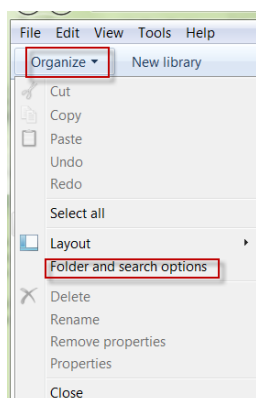 File Edit View Tools Help
Organize New library
Cut
Copy
Paste
Undo
Redo
Select all
Layout
Folder and search options
Delete
Rename
Remove properties
Properties
Close